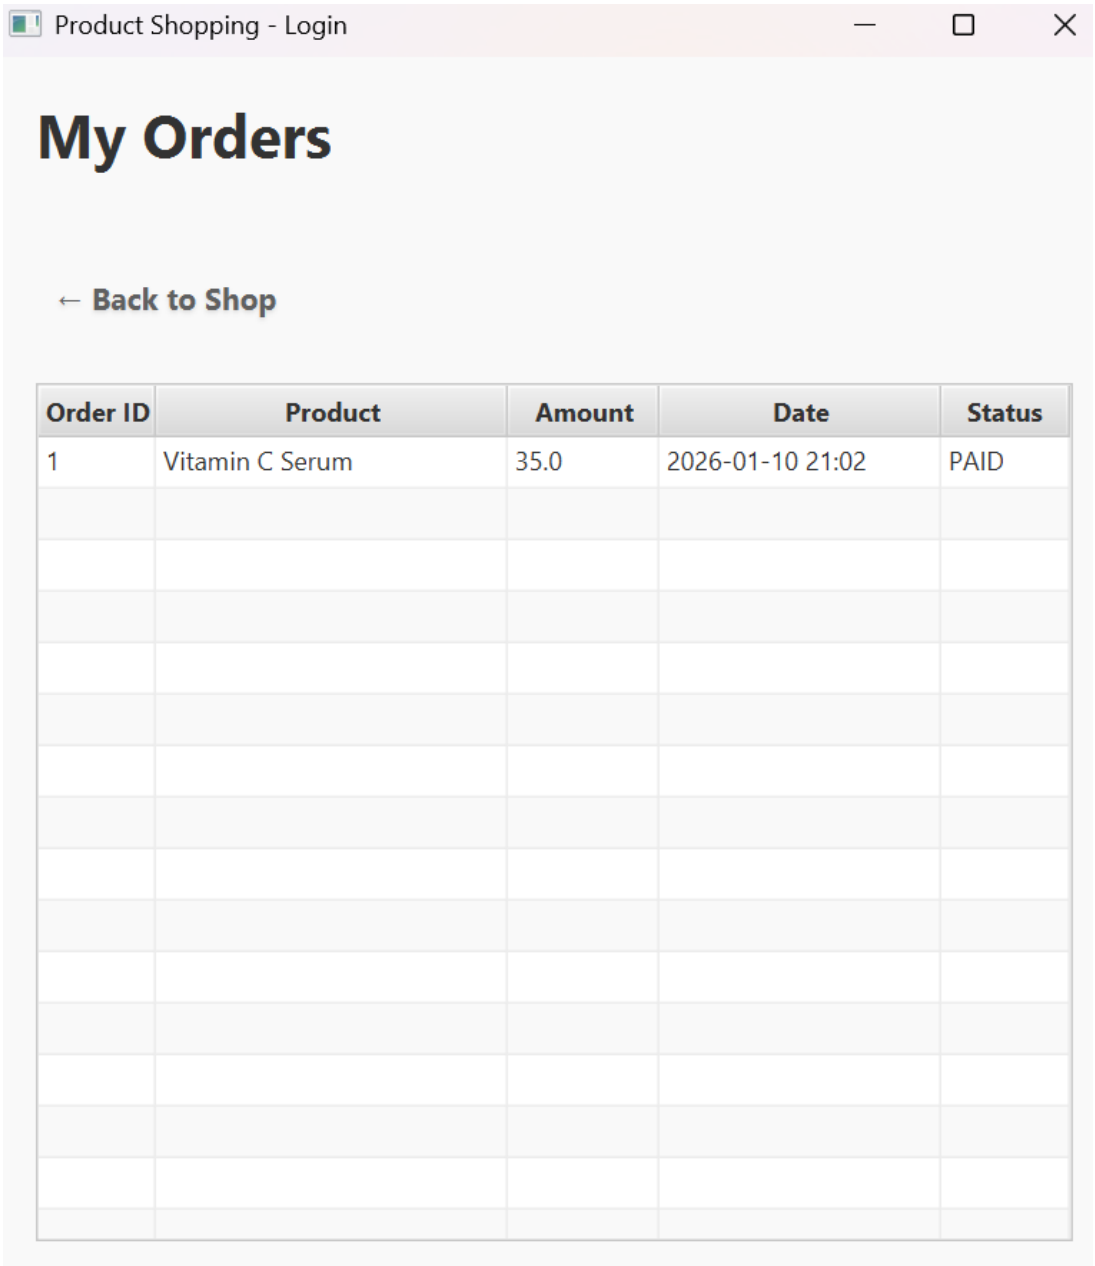 Product Shopping - Login
My Orders
← Back to Shop
Order ID Product Amount Date Status
1 Vitamin C Serum 35.0 2026-01-10 21:02 PAID